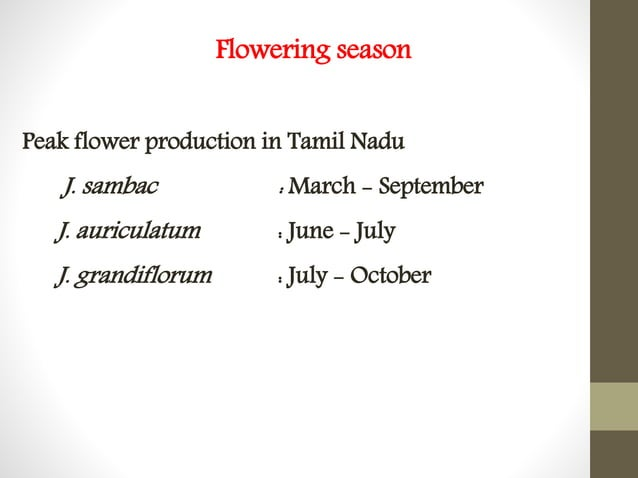 Flowering season
Peak flower production in Tamil Nadu
J. sambac : March – September
J. auriculatum : June – July
J. grandiflorum : July – October